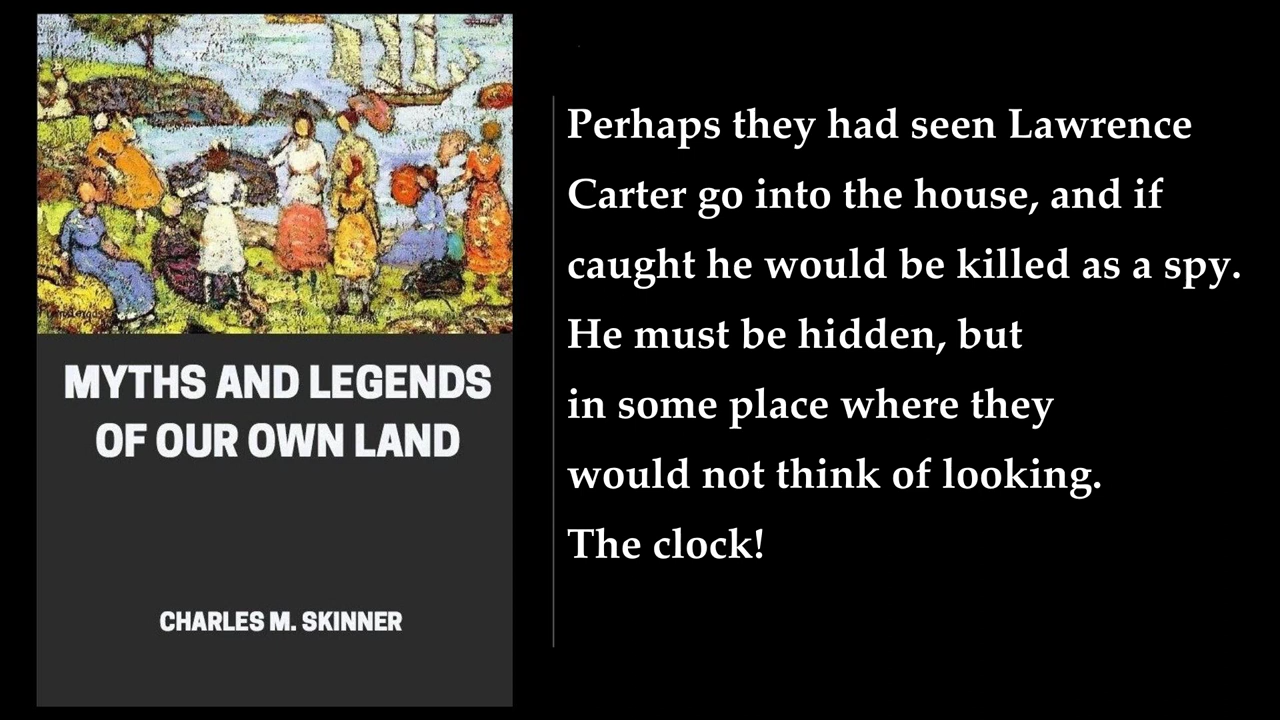 MYTHS AND LEGENDS
OF OUR OWN LAND
CHARLES M. SKINNER
Perhaps they had seen Lawrence
Carter go into the house, and if
caught he would be killed as a spy.
He must be hidden, but
in some place where they
would not think of looking.
The clock!